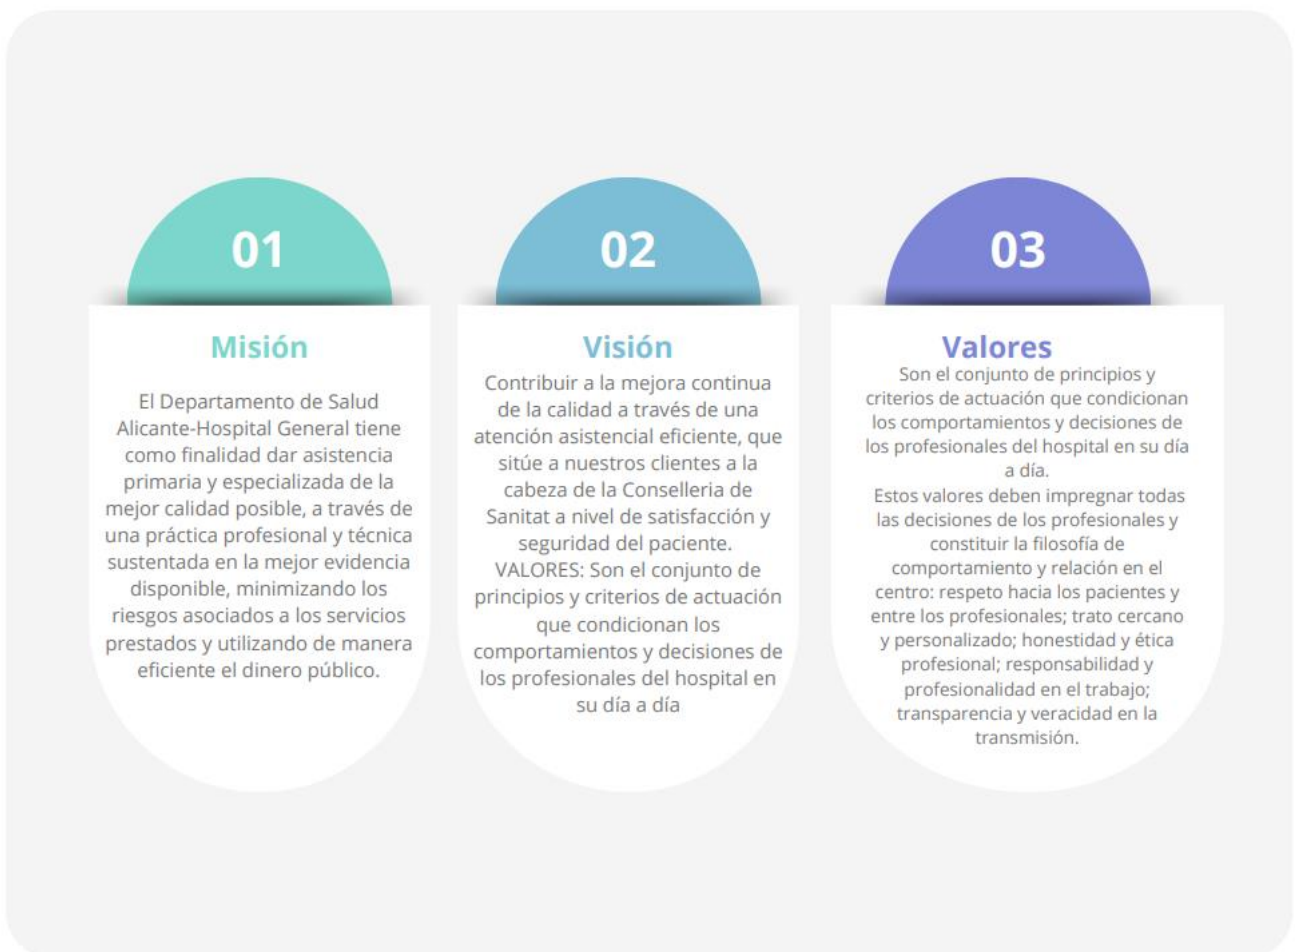 01
Misión
El Departamento de Salud
Alicante-Hospital General tiene
como finalidad dar asistencia
primaria y especializada de la
mejor calidad posible, a través de
una práctica profesional y técnica
sustentada en la mejor evidencia
disponible, minimizando los
riesgos asociados a los servicios
prestados y utilizando de manera
eficiente el dinero público.
02
Visión
Contribuir a la mejora continua
de la calidad a través de una
atención asistencial eficiente, que
sitúe a nuestros clientes a la
cabeza de la Conselleria de
Sanitat a nivel de satisfacción y
seguridad del paciente.
VALORES: Son el conjunto de
principios y criterios de actuación
que condicionan los
comportamientos y decisiones de
los profesionales del hospital en
su día a día
03
Valores
Son el conjunto de principios y
criterios de actuación que condicionan
los comportamientos y decisiones de
los profesionales del hospital en su día
a día.
Estos valores deben impregnar todas
las decisiones de los profesionales y
constituir la filosofía de
comportamiento y relación en el
centro: respeto hacia los pacientes y
entre los profesionales; trato cercano
y personalizado; honestidad y ética
profesional; responsabilidad y
profesionalidad en el trabajo;
transparencia y veracidad en la
transmisión.